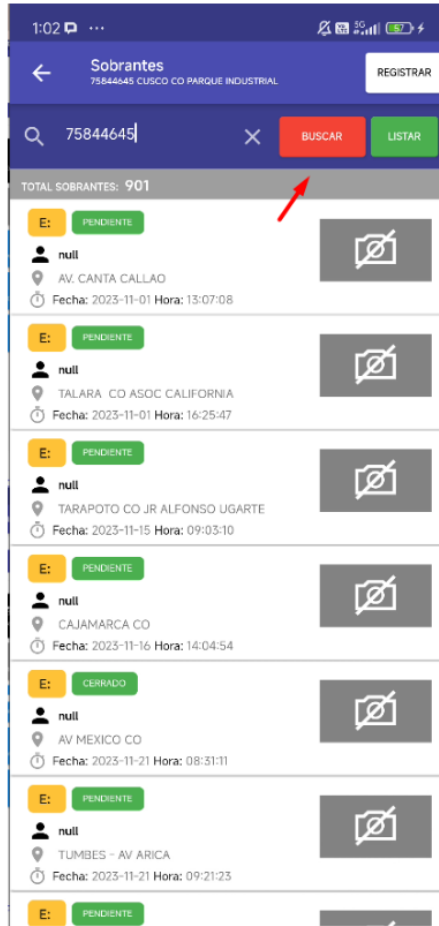 1:02 ...
3G 57
Sobrantes
75844645 CUSCO CO PARQUE INDUSTRIAL
REGISTRAR
75844645
BUSCAR
LISTAR
TOTAL SOBRANTES: 901
E: PENDIENTE
null
AV. CANTA CALLAO
Fecha: 2023-11-01 Hora: 13:07:08
E: PENDIENTE
null
TALARA CO ASOC CALIFORNIA
Fecha: 2023-11-01 Hora: 16:25:47
E: PENDIENTE
null
TARAPOTO CO JR ALFONSO UGARTE
Fecha: 2023-11-15 Hora: 09:03:10
E: PENDIENTE
null
CAJAMARCA CO
Fecha: 2023-11-16 Hora: 14:04:54
E: CERRADO
null
AV MEXICO CO
Fecha: 2023-11-21 Hora: 08:31:11
E: PENDIENTE
null
TUMBES - AV ARICA
Fecha: 2023-11-21 Hora: 09:21:23
E: PENDIENTE